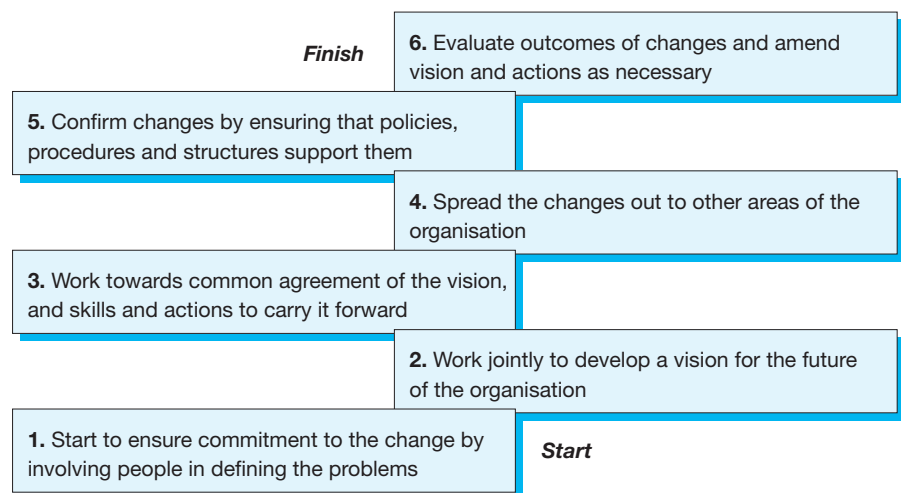 Finish
6. Evaluate outcomes of changes and amend
vision and actions as necessary
5. Confirm changes by ensuring that policies,
procedures and structures support them
4. Spread the changes out to other areas of the
organisation
3. Work towards common agreement of the vision,
and skills and actions to carry it forward
2. Work jointly to develop a vision for the future
of the organisation
1. Start to ensure commitment to the change by
involving people in defining the problems
Start